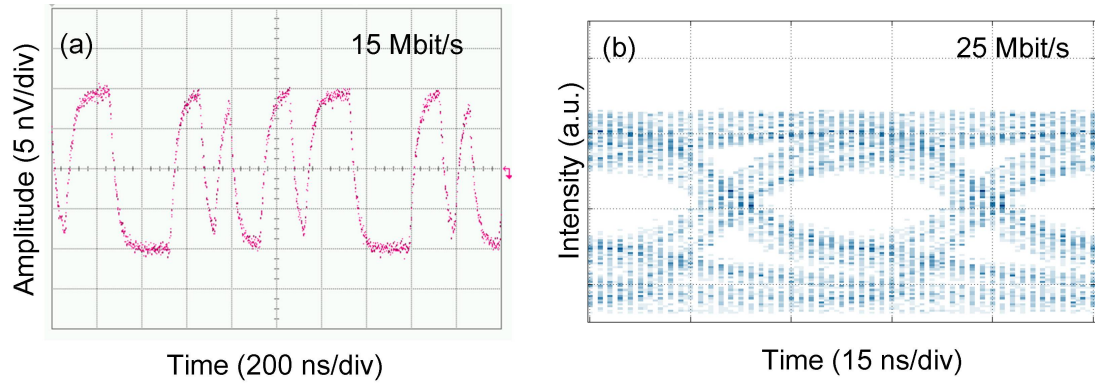 (a)
15 Mbit/s
Amplitude (5 nV/div)
Time (200 ns/div)
(b)
25 Mbit/s
Intensity (a.u.)
Time (15 ns/div)